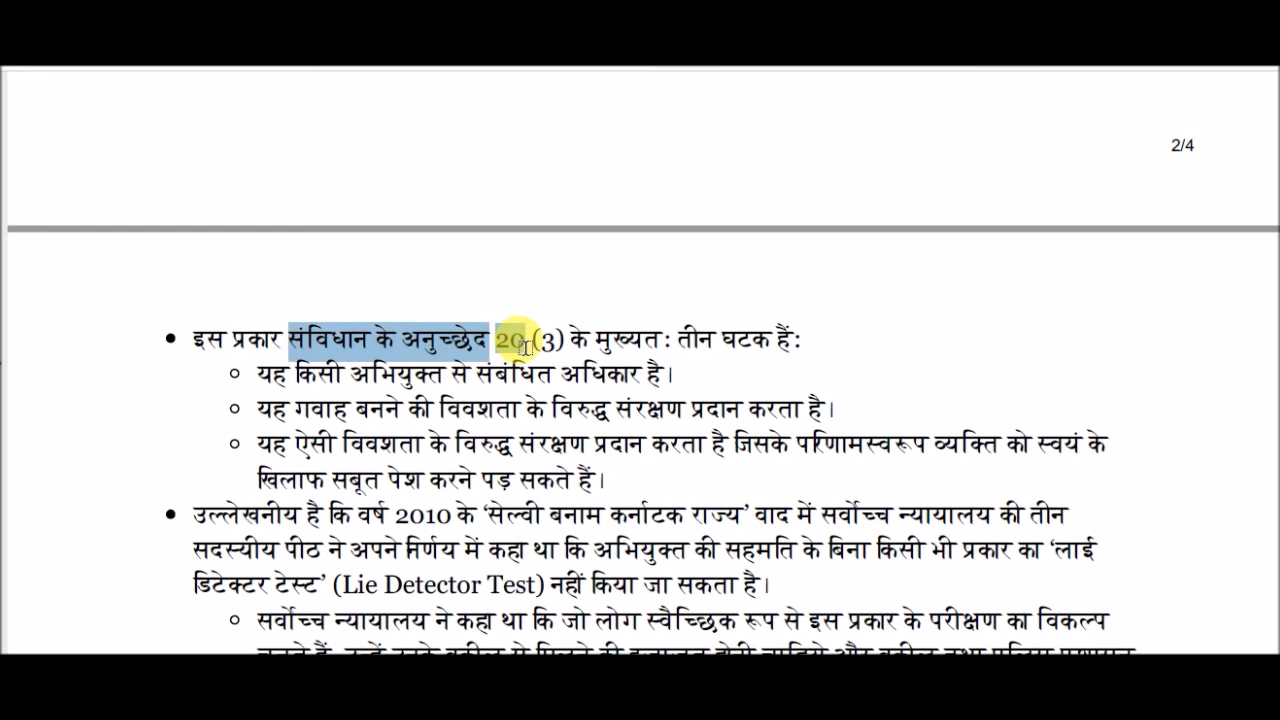 2/4
• इस प्रकार संविधान के अनुच्छेद 20 (3) के मुख्यतः तीन घटक हैं:
○ यह किसी अभियुक्त से संबंधित अधिकार है।
○ यह गवाह बनने की विवशता के विरुद्ध संरक्षण प्रदान करता है।
○ यह ऐसी विवशता के विरुद्ध संरक्षण प्रदान करता है जिसके परिणामस्वरूप व्यक्ति को स्वयं के
खिलाफ सबूत पेश करने पड़ सकते हैं।
• उल्लेखनीय है कि वर्ष 2010 के ‘सेल्वी बनाम कर्नाटक राज्य’ वाद में सर्वोच्च न्यायालय की तीन
सदस्यीय पीठ ने अपने निर्णय में कहा था कि अभियुक्त की सहमति के बिना किसी भी प्रकार का ‘लाई
डिटेक्टर टेस्ट’ (Lie Detector Test) नहीं किया जा सकता है।
○ सर्वोच्च न्यायालय ने कहा था कि जो लोग स्वैच्छिक रूप से इस प्रकार के परीक्षण का विकल्प